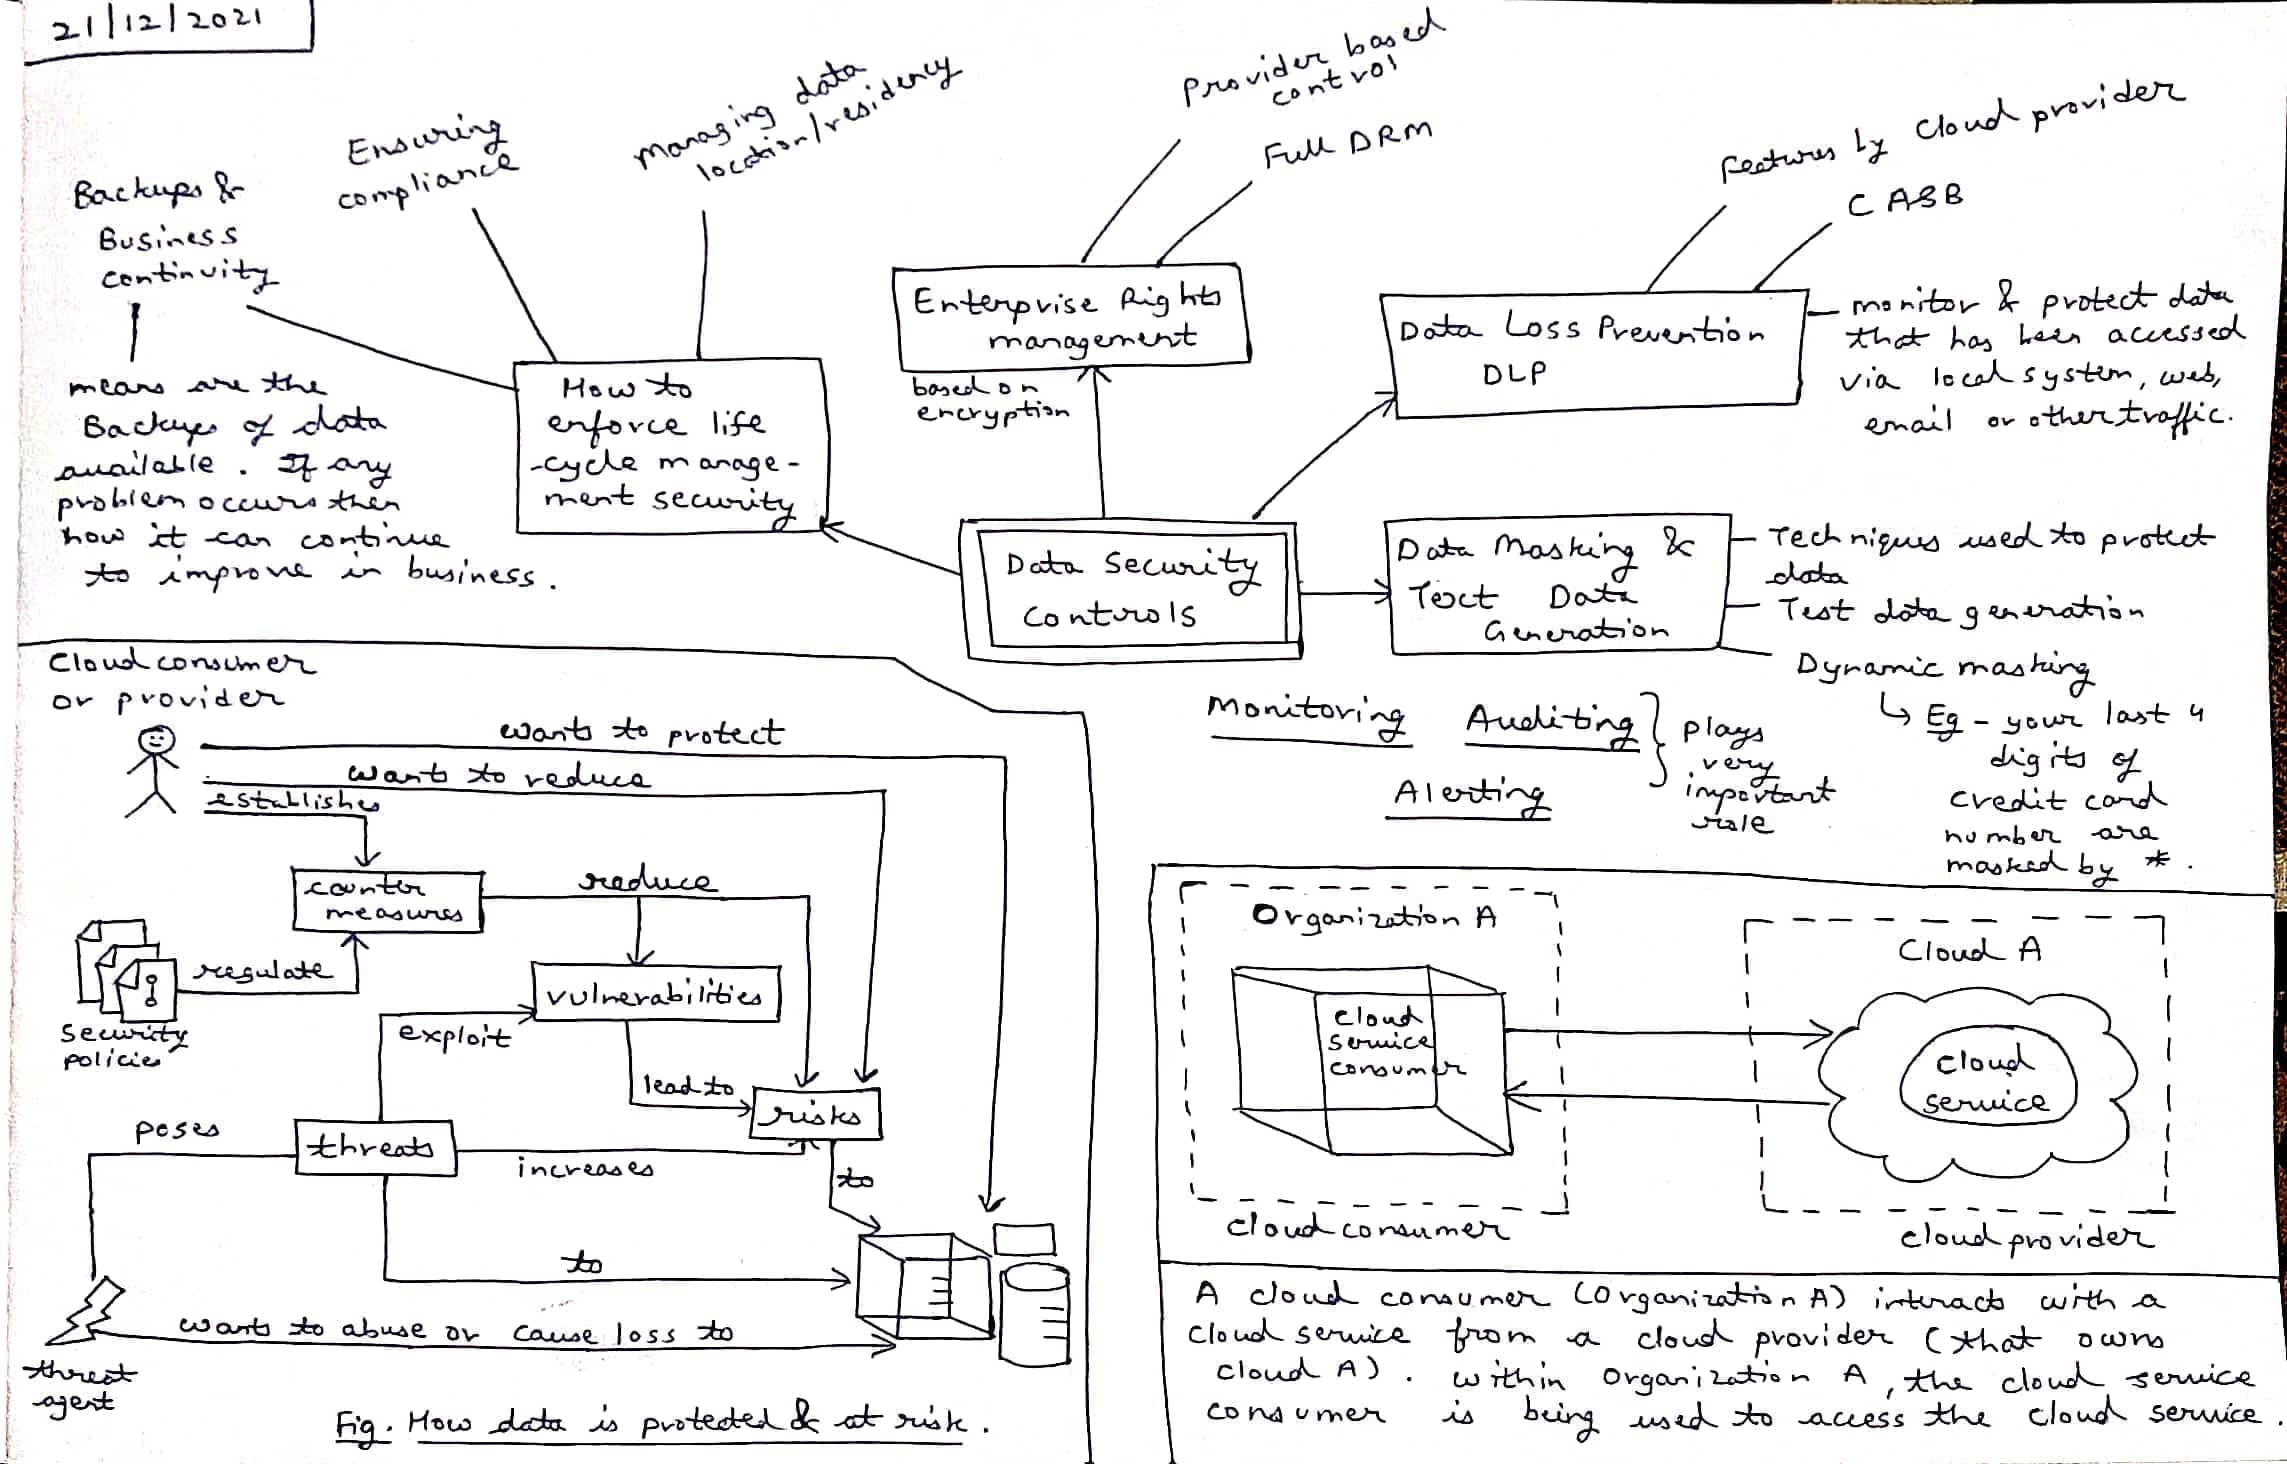 21/12/2021
Backups &
Business
continuity
means are the
Backups of data
available. If any
problem occurs then
how it can continue
to improve in business.
Ensuring
compliance
Managing data
location/residency
How to
enforce life
-cycle manage-
ment security
Provider based
control
Full DRM
Enterprise Rights
management
based on
encryption
Features by Cloud provider
CASB
Data Loss Prevention
DLP
monitor & protect data
that has been accessed
via local system, web,
email or other traffic.
Data Security
Controls
Data Masking &
Text Data
Generation
Techniques used to protect
data
Test data generation
Dynamic masking
↳ Eg - your last 4
digits of
credit card
number are
masked by *.
Monitoring Auditing
Alerting
plays
very
important
role
Cloud consumer
or provider
wants to protect
wants to reduce
establishes
counter
measures
reduce
regulate
security
policies
vulnerabilities
exploit
lead to
risks
poses
threats
increases
to
to
wants to abuse or cause loss to
threat
agent
Fig. How data is protected & at risk.
Organization A
Cloud
service
consumer
cloud consumer
Cloud A
cloud
service
cloud provider
A cloud consumer (Organization A) interacts with a
cloud service from a cloud provider (that owns
cloud A). within Organization A, the cloud service
consumer is being used to access the cloud service.